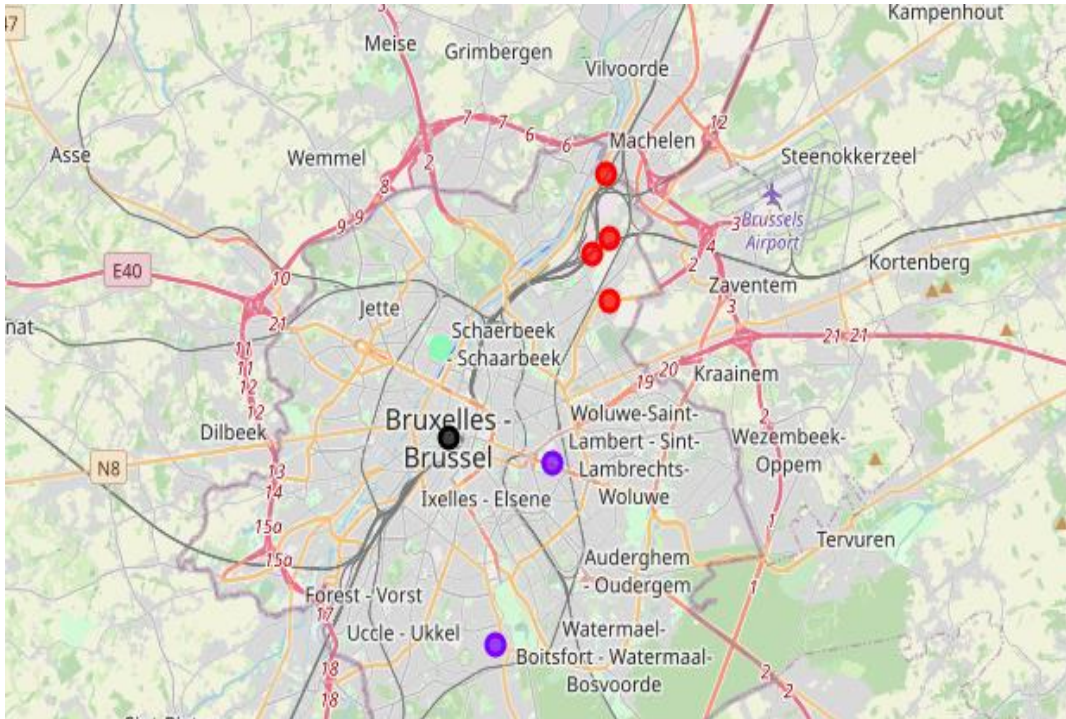 47
Kampenhout
Meise
Grimbergen
Vilvoorde
7
7
6
6
12
Machelen
Asse
Wemmel
2
Steenokkerzeel
8
9
9
3
Brussels
Airport
4
E40
10
2
Kortenberg
Zaventem
Jette
3
21
nat
Schaerbeek
- Schaarbeek
21
21
11
11
12
12
20
19
Kraainem
Bruxelles -
Brussel
Woluwe-Saint-
Lambert - Sint-
Lambrechts-
Woluwe
2
Dilbeek
Wezembeek-
Oppem
N8
13
14
Ixelles - Elsene
15a
15a
1
Tervuren
Auderghem
- Oudergem
1
Forest - Vorst
17
Uccle - Ukkel
Watermael-
Boitsfort - Watermaal-
Bosvoorde
18
18
2
2